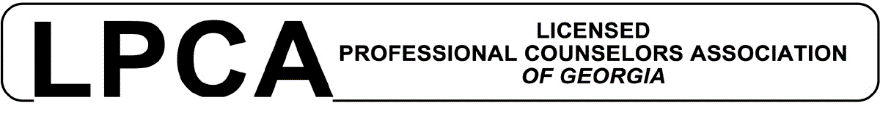 LPCA
LICENSED
PROFESSIONAL COUNSELORS ASSOCIATION
OF GEORGIA